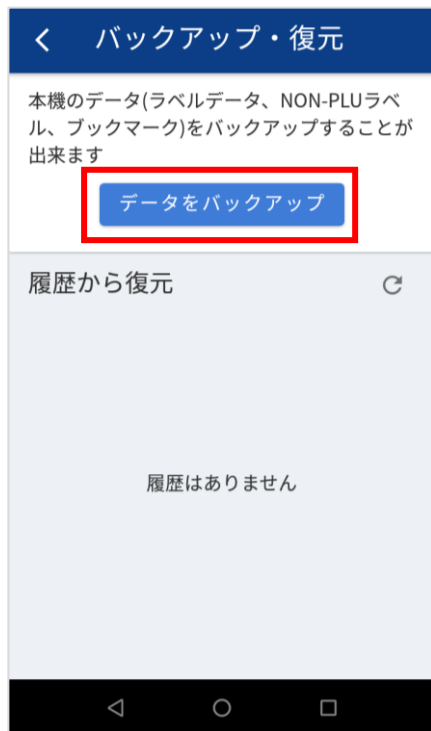 バックアップ・復元
本機のデータ(ラベルデータ、NON-PLUラベ
ル、ブックマーク)をバックアップすることが
出来ます
データをバックアップ
履歴から復元
履歴はありません